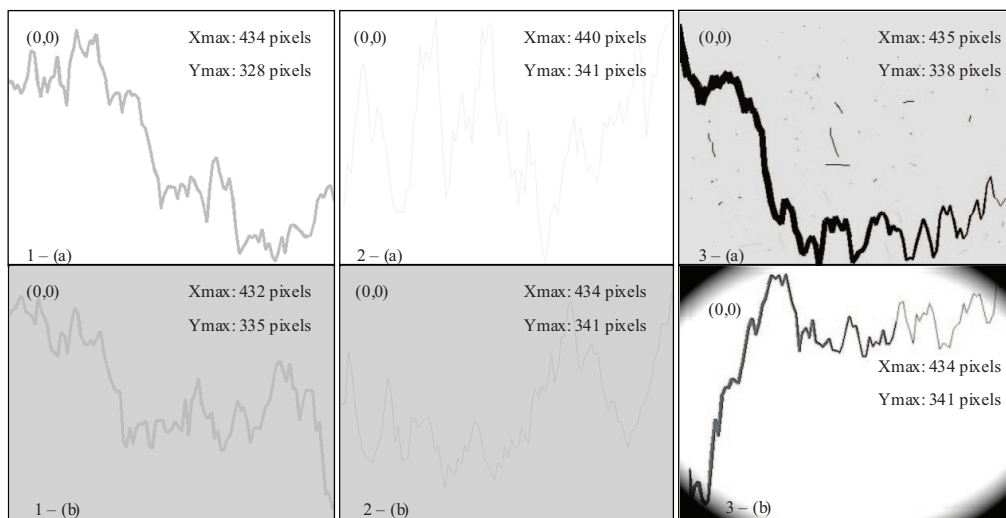 (0,0)
Xmax: 434 pixels
Ymax: 328 pixels
1 – (a)
(0,0)
Xmax: 440 pixels
Ymax: 341 pixels
2 – (a)
(0,0)
Xmax: 435 pixels
Ymax: 338 pixels
3 – (a)
(0,0)
Xmax: 432 pixels
Ymax: 335 pixels
1 – (b)
(0,0)
Xmax: 434 pixels
Ymax: 341 pixels
2 – (b)
(0,0)
Xmax: 434 pixels
Ymax: 341 pixels
3 – (b)